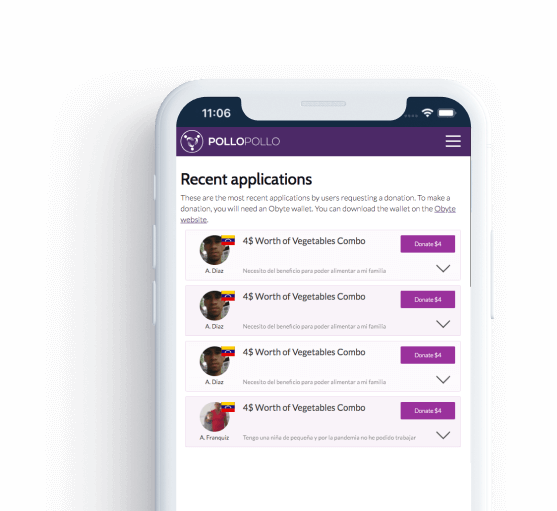 11:06
POLLOPOLLO
Recent applications
These are the most recent applications by users requesting a donation. To make a
donation, you will need an Obyte wallet. You can download the wallet on the Obyte
website.
4$ Worth of Vegetables Combo
Donate $4
A. Diaz
Necesito del beneficio para poder alimentar a mi familia
4$ Worth of Vegetables Combo
Donate $4
A. Diaz
Necesito del beneficio para poder alimentar a mi familia
4$ Worth of Vegetables Combo
Donate $4
A. Diaz
Necesito del beneficio para poder alimentar a mi familia
4$ Worth of Vegetables Combo
Donate $4
A. Franquiz
Tengo una niña de pequeña y por la pandemia no he podido trabajar